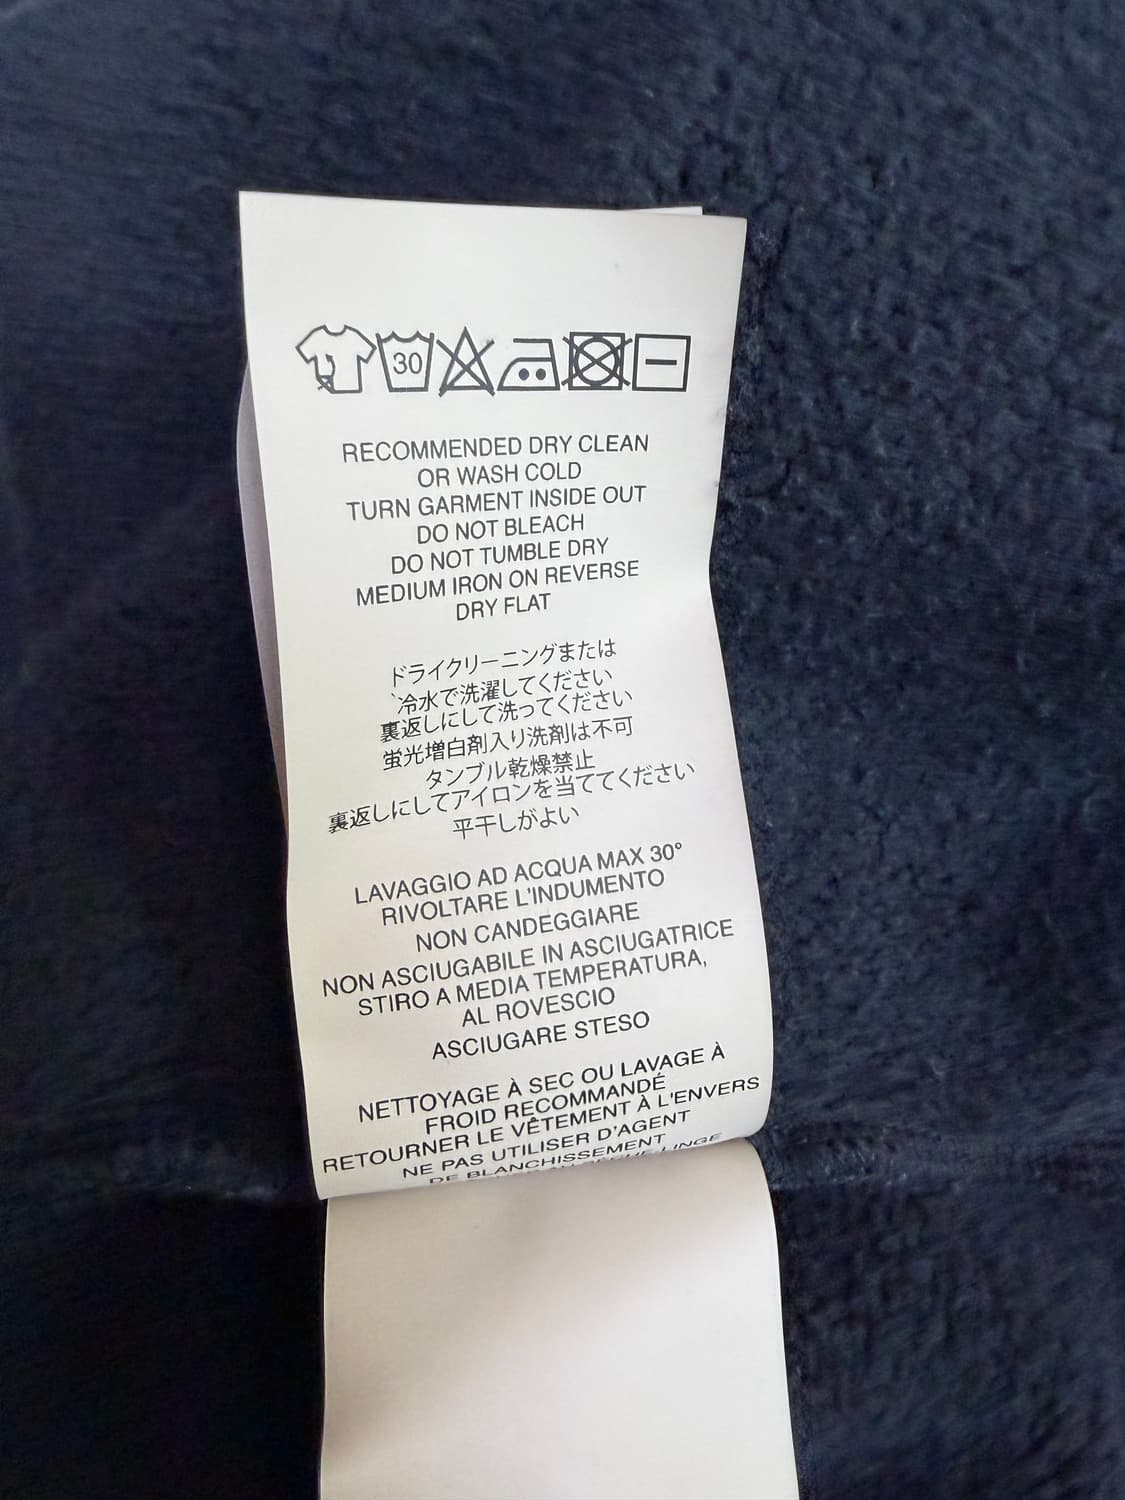 30
RECOMMENDED DRY CLEAN
OR WASH COLD
TURN GARMENT INSIDE OUT
DO NOT BLEACH
DO NOT TUMBLE DRY
MEDIUM IRON ON REVERSE
DRY FLAT
ドライクリーニングまたは
冷水で洗濯してください
裏返しにして洗ってください
蛍光増白剤入り洗剤は不可
タンブル乾燥禁止
裏返しにしてアイロンを当ててください
平干しがよい
LAVAGGIO AD ACQUA MAX 30°
RIVOLTARE L'INDUMENTO
NON CANDEGGIARE
NON ASCIUGABILE IN ASCIUGATRICE
STIRO A MEDIA TEMPERATURA,
AL ROVESCIO
ASCIUGARE STESO
NETTOYAGE À SEC OU LAVAGE À
FROID RECOMMANDÉ
RETOURNER LE VÊTEMENT À L'ENVERS
NE PAS UTILISER D'AGENT
DE BLANCHISSEMENT
LINGE